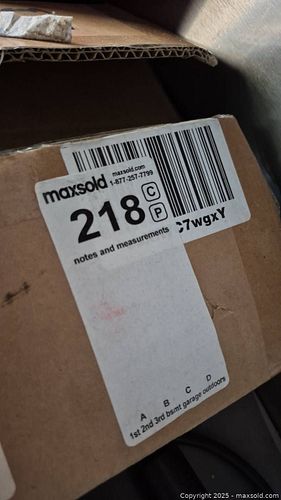 maxsold
maxsold.com
1-877-257-7799
218 C P
notes and measurements
C7wgxY
A B C D
1st 2nd 3rd bsmt garage outdoors
Copyright 2025 - maxsold.com